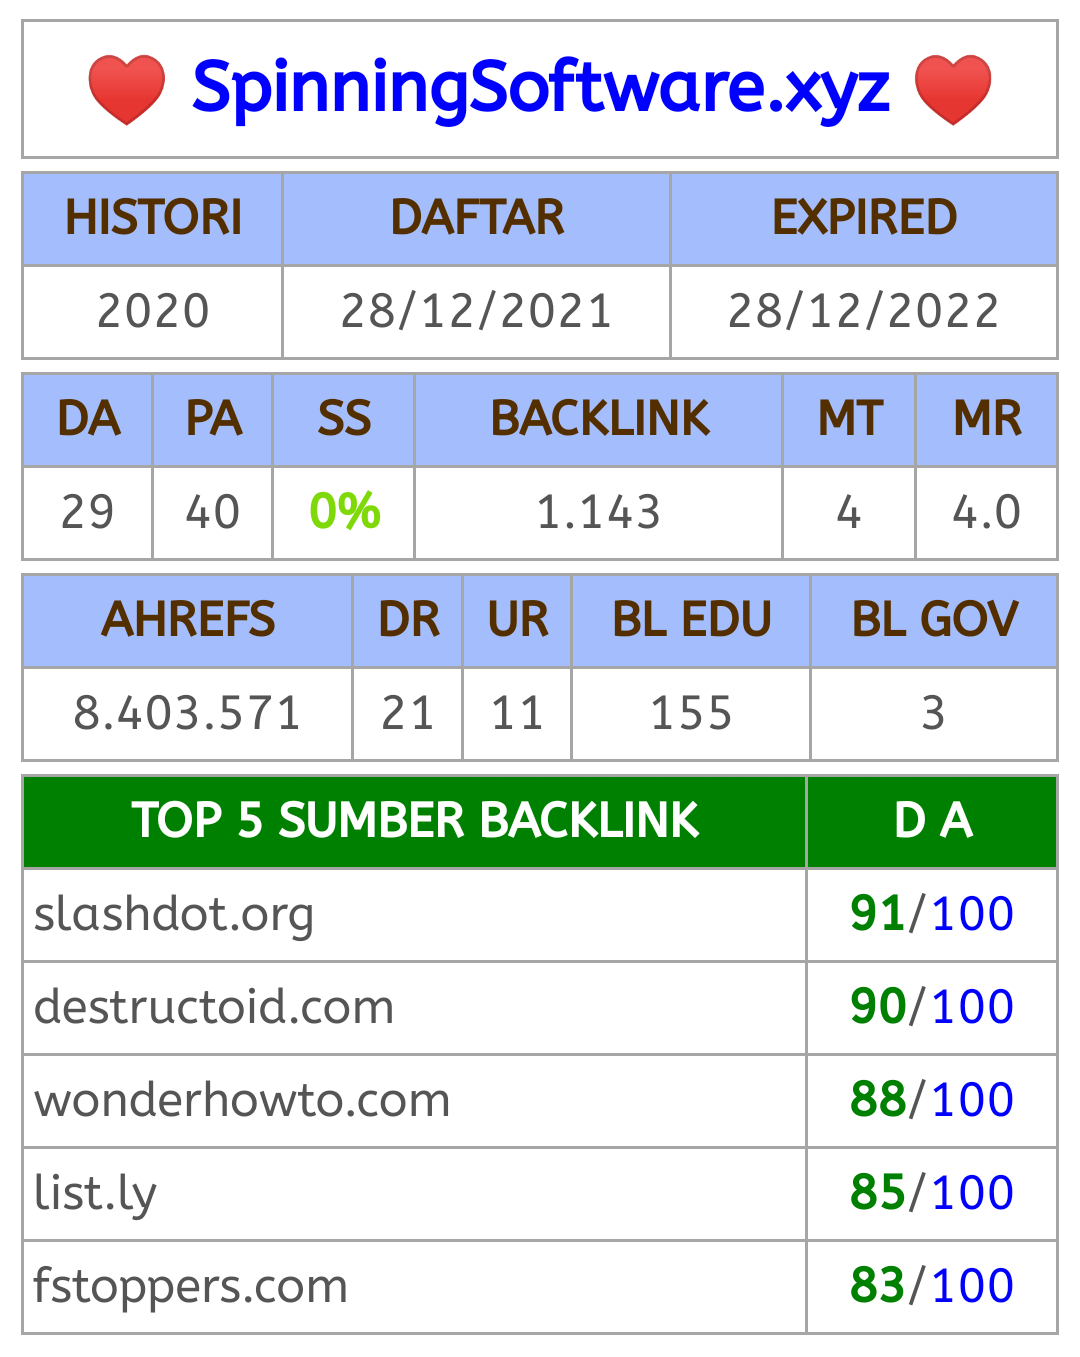 ❤️ SpinningSoftware.xyz ❤️
HISTORI DAFTAR EXPIRED
2020 28/12/2021 28/12/2022
DA PA SS BACKLINK MT MR
29 40 0% 1.143 4 4.0
AHREFS DR UR BL EDU BL GOV
8.403.571 21 11 155 3
TOP 5 SUMBER BACKLINK D A
slashdot.org 91/100
destructoid.com 90/100
wonderhowto.com 88/100
list.ly 85/100
fstoppers.com 83/100